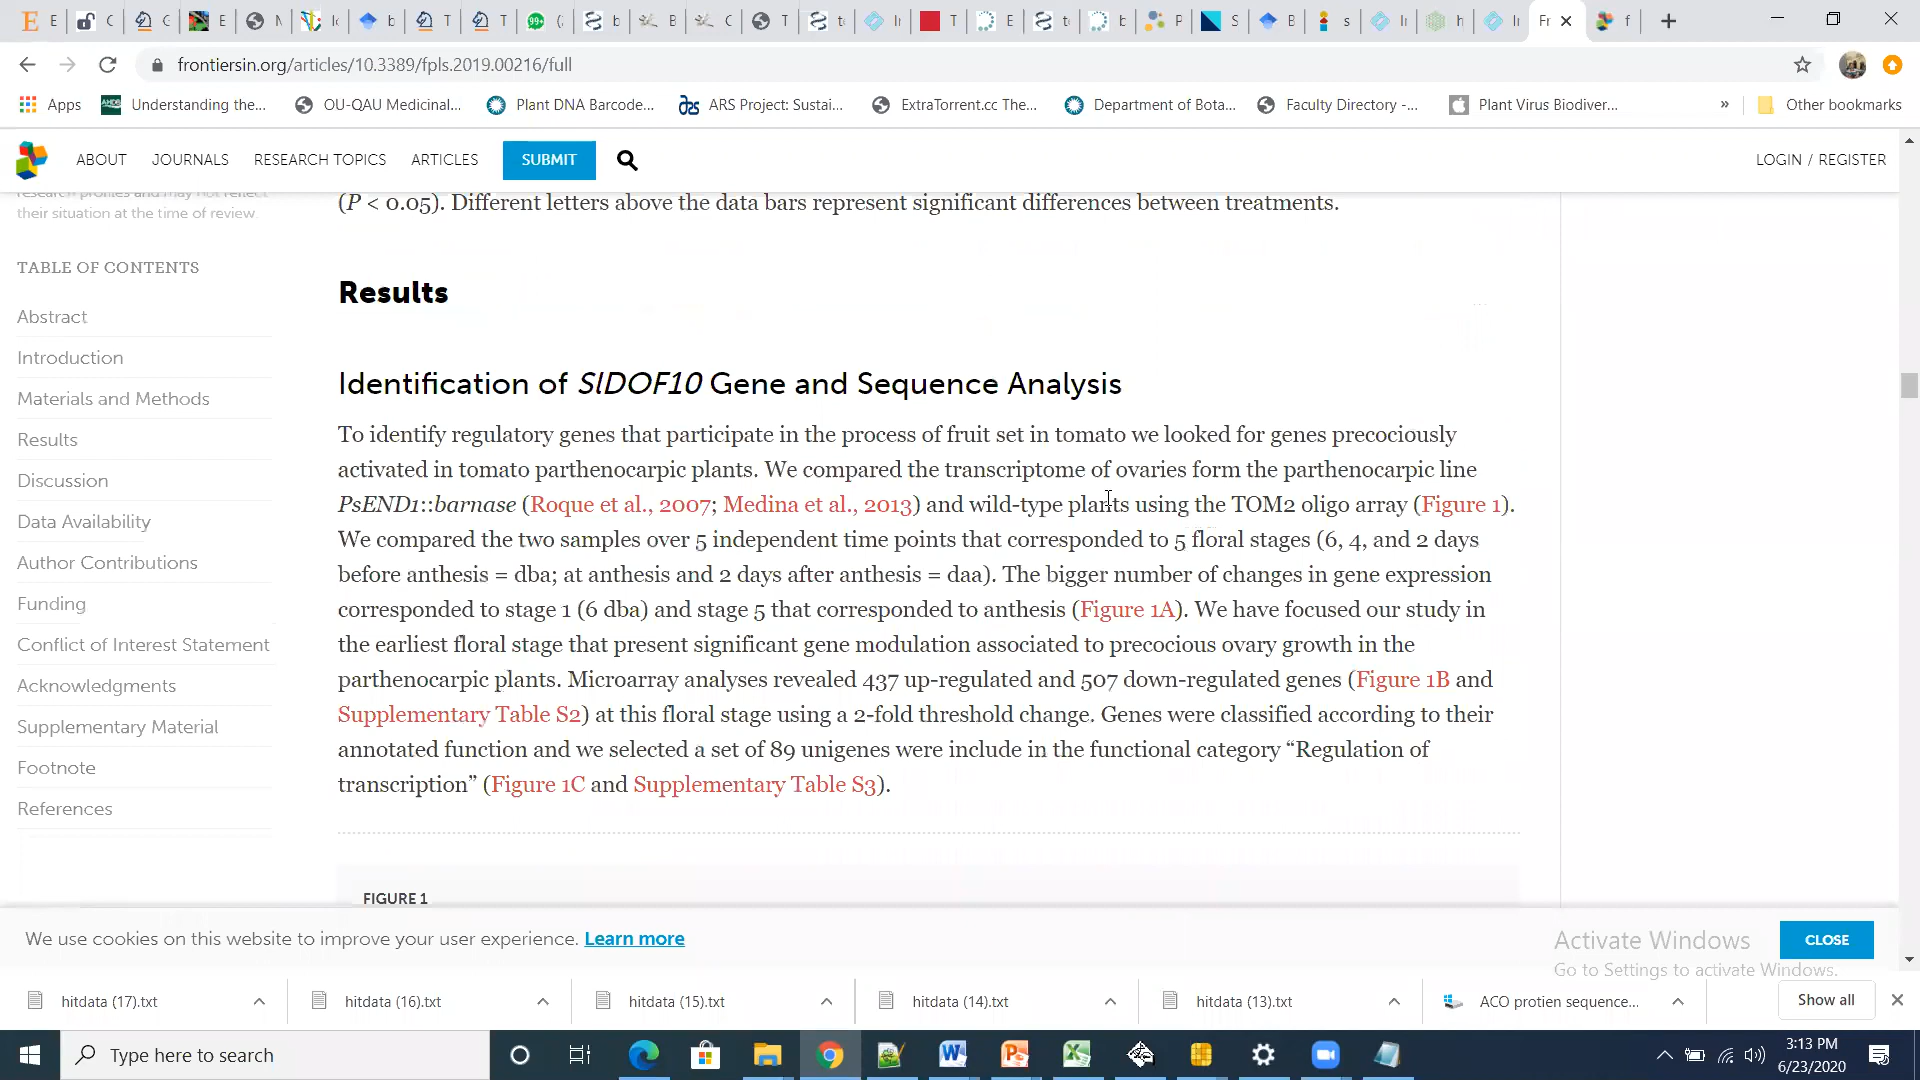 frontiersin.org/articles/10.3389/fpls.2019.00216/full
Apps Understanding the... OU-QAU Medicinal... Plant DNA Barcode... ARS Project: Sustai... ExtraTorrent.cc The... Department of Bota... Faculty Directory -... Plant Virus Biodiver... » Other bookmarks
ABOUT JOURNALS RESEARCH TOPICS ARTICLES SUBMIT LOGIN / REGISTER
research profiles and may not reflect
their situation at the time of review.
TABLE OF CONTENTS
Abstract
Introduction
Materials and Methods
Results
Discussion
Data Availability
Author Contributions
Funding
Conflict of Interest Statement
Acknowledgments
Supplementary Material
Footnote
References
(P < 0.05). Different letters above the data bars represent significant differences between treatments.
Results
Identification of SlDOF10 Gene and Sequence Analysis
To identify regulatory genes that participate in the process of fruit set in tomato we looked for genes precociously
activated in tomato parthenocarpic plants. We compared the transcriptome of ovaries form the parthenocarpic line
PsEND1::barnase (Roque et al., 2007; Medina et al., 2013) and wild-type plants using the TOM2 oligo array (Figure 1).
We compared the two samples over 5 independent time points that corresponded to 5 floral stages (6, 4, and 2 days
before anthesis = dba; at anthesis and 2 days after anthesis = daa). The bigger number of changes in gene expression
corresponded to stage 1 (6 dba) and stage 5 that corresponded to anthesis (Figure 1A). We have focused our study in
the earliest floral stage that present significant gene modulation associated to precocious ovary growth in the
parthenocarpic plants. Microarray analyses revealed 437 up-regulated and 507 down-regulated genes (Figure 1B and
Supplementary Table S2) at this floral stage using a 2-fold threshold change. Genes were classified according to their
annotated function and we selected a set of 89 unigenes were include in the functional category “Regulation of
transcription” (Figure 1C and Supplementary Table S3).
FIGURE 1
We use cookies on this website to improve your user experience. Learn more
CLOSE
Activate Windows
Go to Settings to activate Windows.
hitdata (17).txt hitdata (16).txt hitdata (15).txt hitdata (14).txt hitdata (13).txt ACO protien sequence... Show all
Type here to search
3:13 PM
6/23/2020